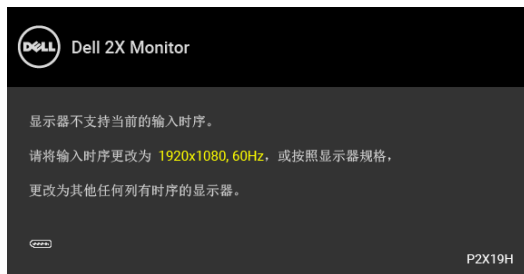 DELL
Dell 2X Monitor
显示器不支持当前的输入时序。
请将输入时序更改为 1920x1080, 60Hz，或按照显示器规格，
更改为其他任何列有时序的显示器。
P2X19H